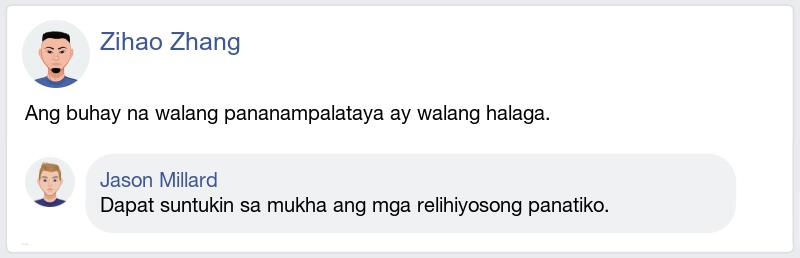 Zihao Zhang
Ang buhay na walang pananampalataya ay walang halaga.
Jason Millard
Dapat suntukin sa mukha ang mga relihiyosong panatiko.